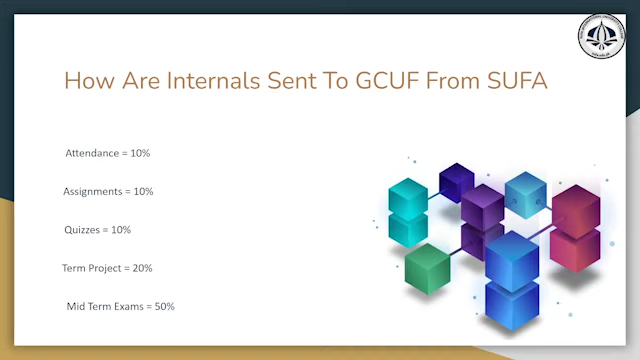 How Are Internals Sent To GCUF From SUFA
Attendance = 10%
Assignments = 10%
Quizzes = 10%
Term Project = 20%
Mid Term Exams = 50%